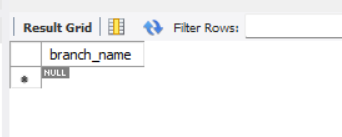 Result Grid Filter Rows:
branch_name
NULL